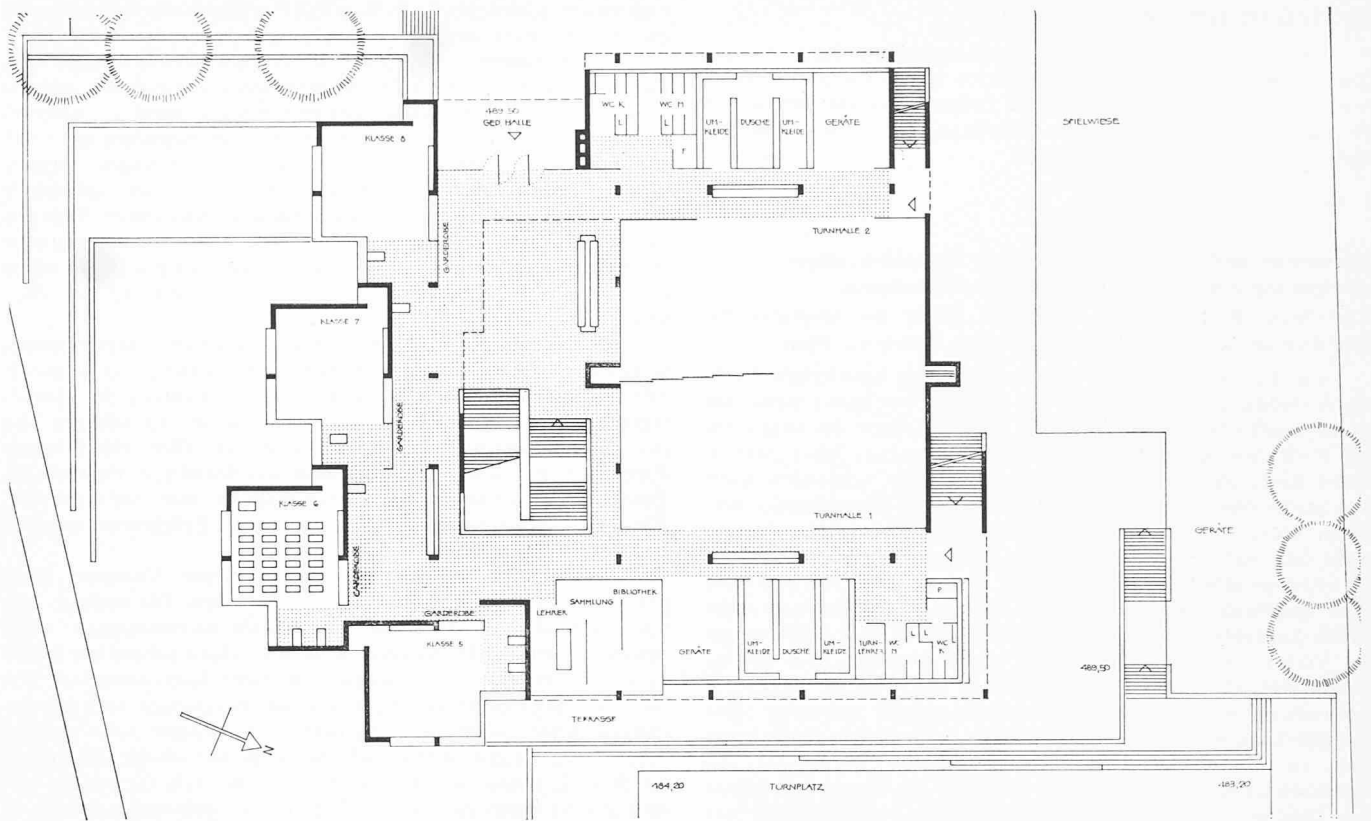 489.50
GED. HALLE
WC. K.
WC. M.
L
L
P
UM-
KLEIDE
DUSCHE
UM-
KLEIDE
GERÄTE
SPIELWIESE
KLASSE 8
GARDEROBE
TURNHALLE 2
KLASSE 7
GARDEROBE
KLASSE 6
GARDEROBE
TURNHALLE 1
GERÄTE
GARDEROBE
KLASSE 5
LEHRER
SAMMLUNG
BIBLIOTHEK
GERÄTE
UM-
KLEIDE
DUSCHE
UM-
KLEIDE
TURN-
LEHRER
WC.
M.
L
L
WC.
K.
L
P
489,50
TERRASSE
N
484,20
TURNPLATZ
483,20